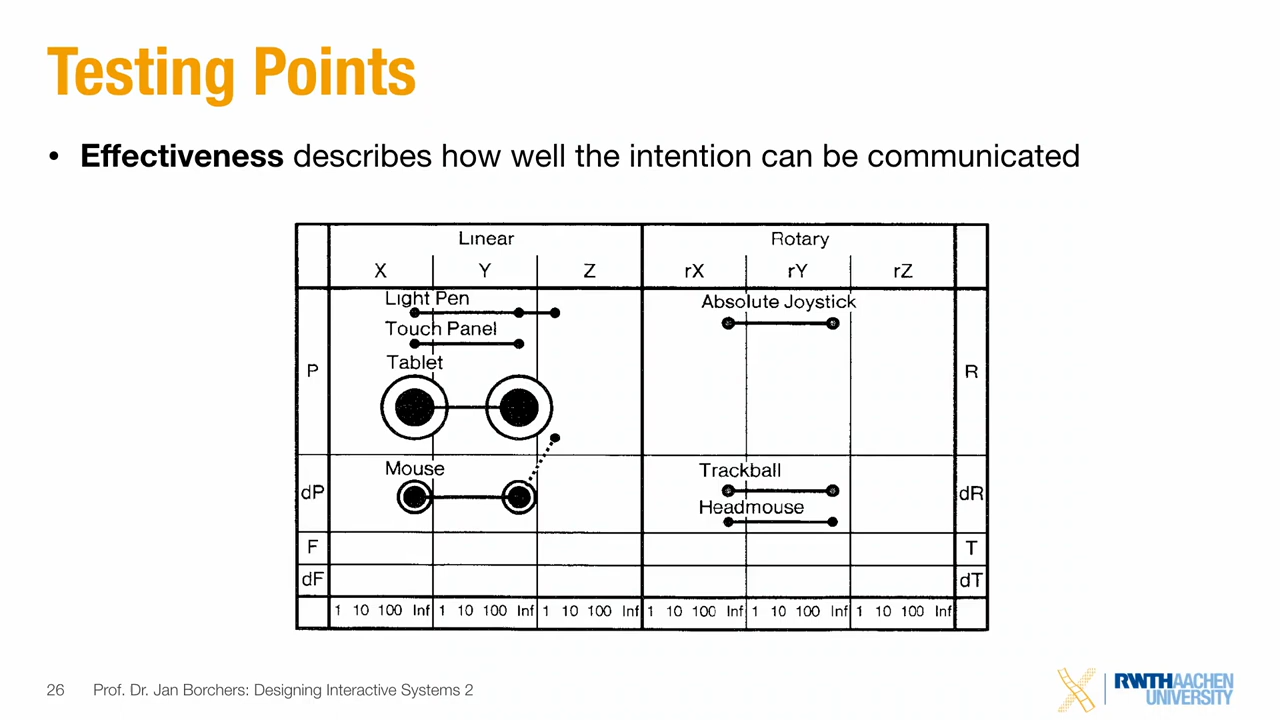 Testing Points
• Effectiveness describes how well the intention can be communicated
Linear Rotary
X Y Z rX rY rZ
Light Pen Absolute Joystick
Touch Panel
Tablet
P R
Mouse Trackball
dP dR
Headmouse
F T
dF dT
1 10 100 Inf 1 10 100 Inf 1 10 100 Inf 1 10 100 Inf 1 10 100 Inf 1 10 100 Inf
26 Prof. Dr. Jan Borchers: Designing Interactive Systems 2
RWTHAACHEN
UNIVERSITY